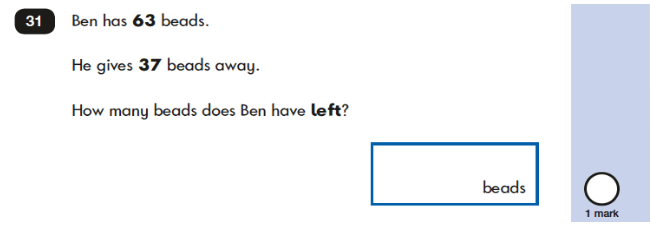 31 Ben has 63 beads.
He gives 37 beads away.
How many beads does Ben have left?
beads
1 mark